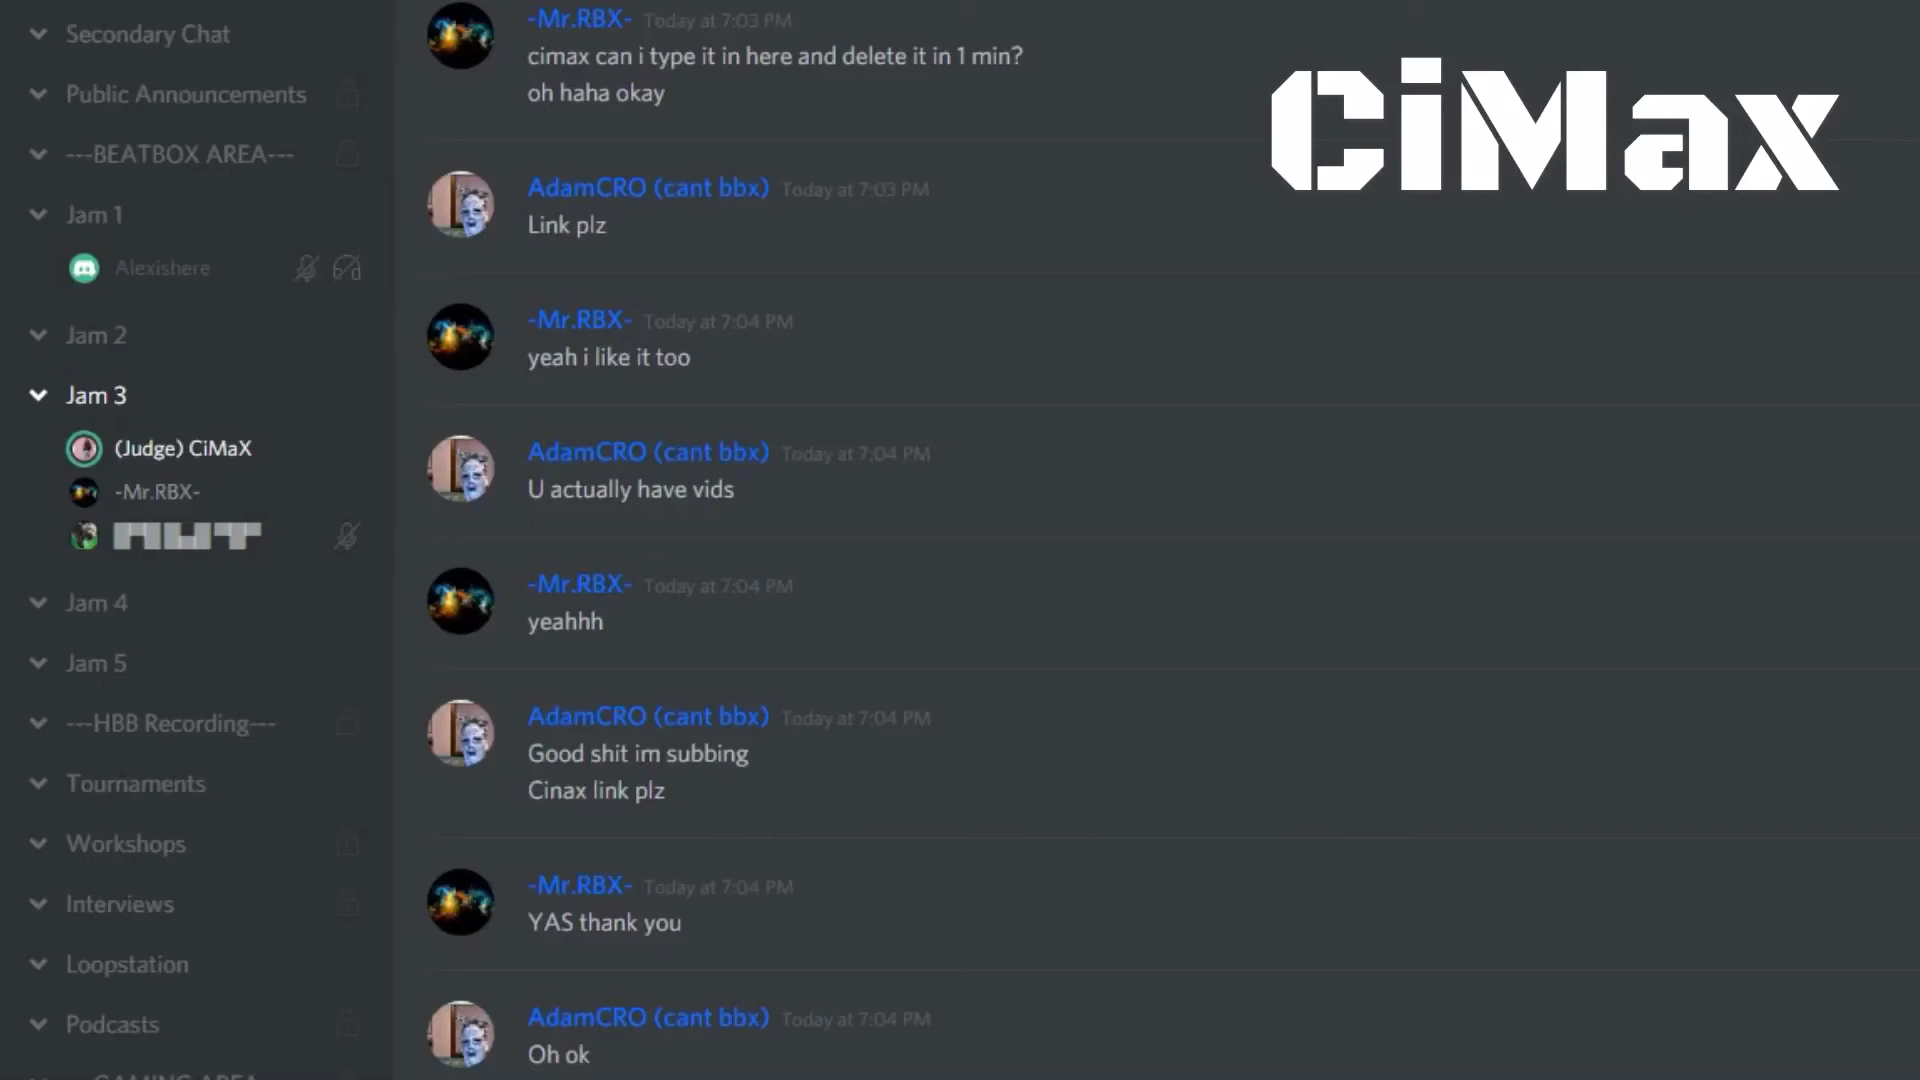 Secondary Chat
Public Announcements
---BEATBOX AREA---
Jam 1
Alexishere
Jam 2
Jam 3
(Judge) CiMaX
-Mr.RBX-
Jam 4
Jam 5
---HBB Recording---
Tournaments
Workshops
Interviews
Loopstation
Podcasts
GAMING AREA
-Mr.RBX- Today at 7:03 PM
cimax can i type it in here and delete it in 1 min?
oh haha okay
AdamCRO (cant bbx) Today at 7:03 PM
Link plz
-Mr.RBX- Today at 7:04 PM
yeah i like it too
AdamCRO (cant bbx) Today at 7:04 PM
U actually have vids
-Mr.RBX- Today at 7:04 PM
yeahhh
AdamCRO (cant bbx) Today at 7:04 PM
Good shit im subbing
Cinax link plz
-Mr.RBX- Today at 7:04 PM
YAS thank you
AdamCRO (cant bbx) Today at 7:04 PM
Oh ok
CiMax